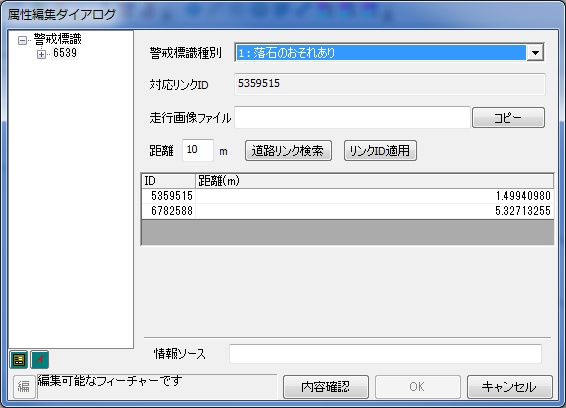 属性編集ダイアログ
警戒標識
6539
警戒標識種別 1：落石のおそれあり
対応リンクID 5359515
走行画像ファイル コピー
距離 10 m 道路リンク検索 リンクID適用
ID 距離(m)
5359515 1.49940980
6782588 5.32713255
情報ソース
編 編集可能なフィーチャーです 内容確認 OK キャンセル